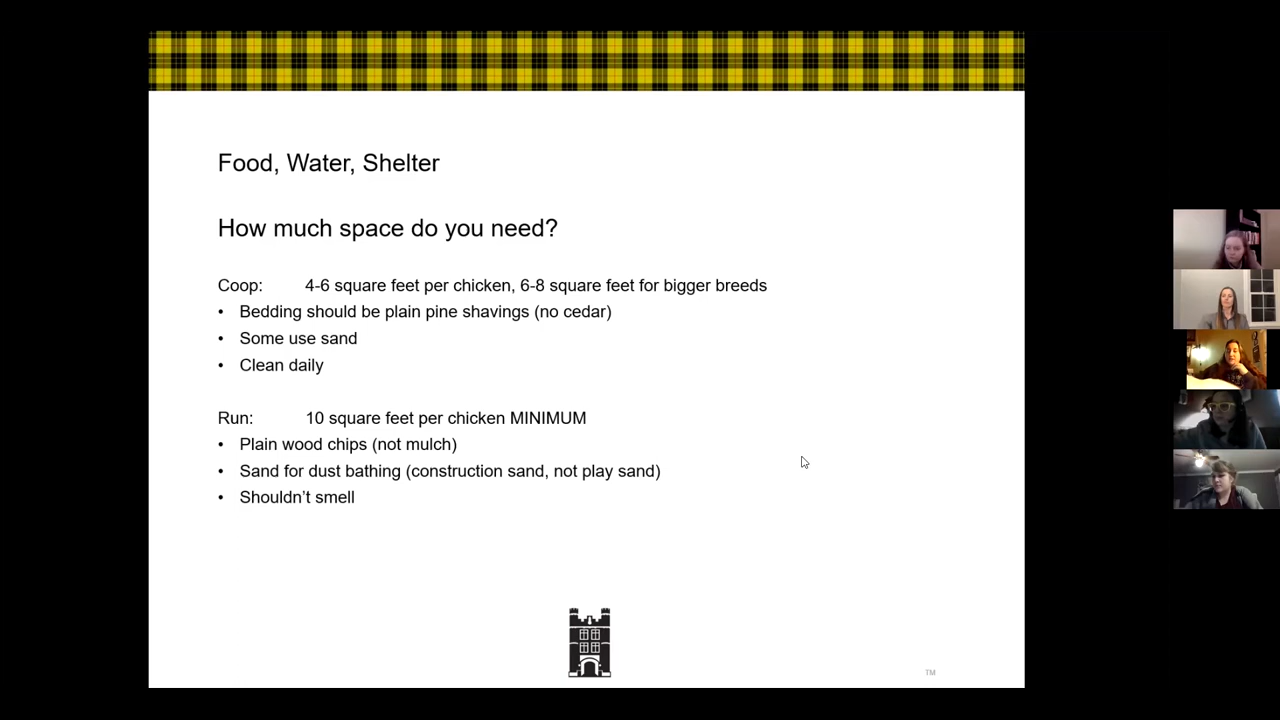 Food, Water, Shelter
How much space do you need?
Coop: 4-6 square feet per chicken, 6-8 square feet for bigger breeds
• Bedding should be plain pine shavings (no cedar)
• Some use sand
• Clean daily
Run: 10 square feet per chicken MINIMUM
• Plain wood chips (not mulch)
• Sand for dust bathing (construction sand, not play sand)
• Shouldn’t smell
TM